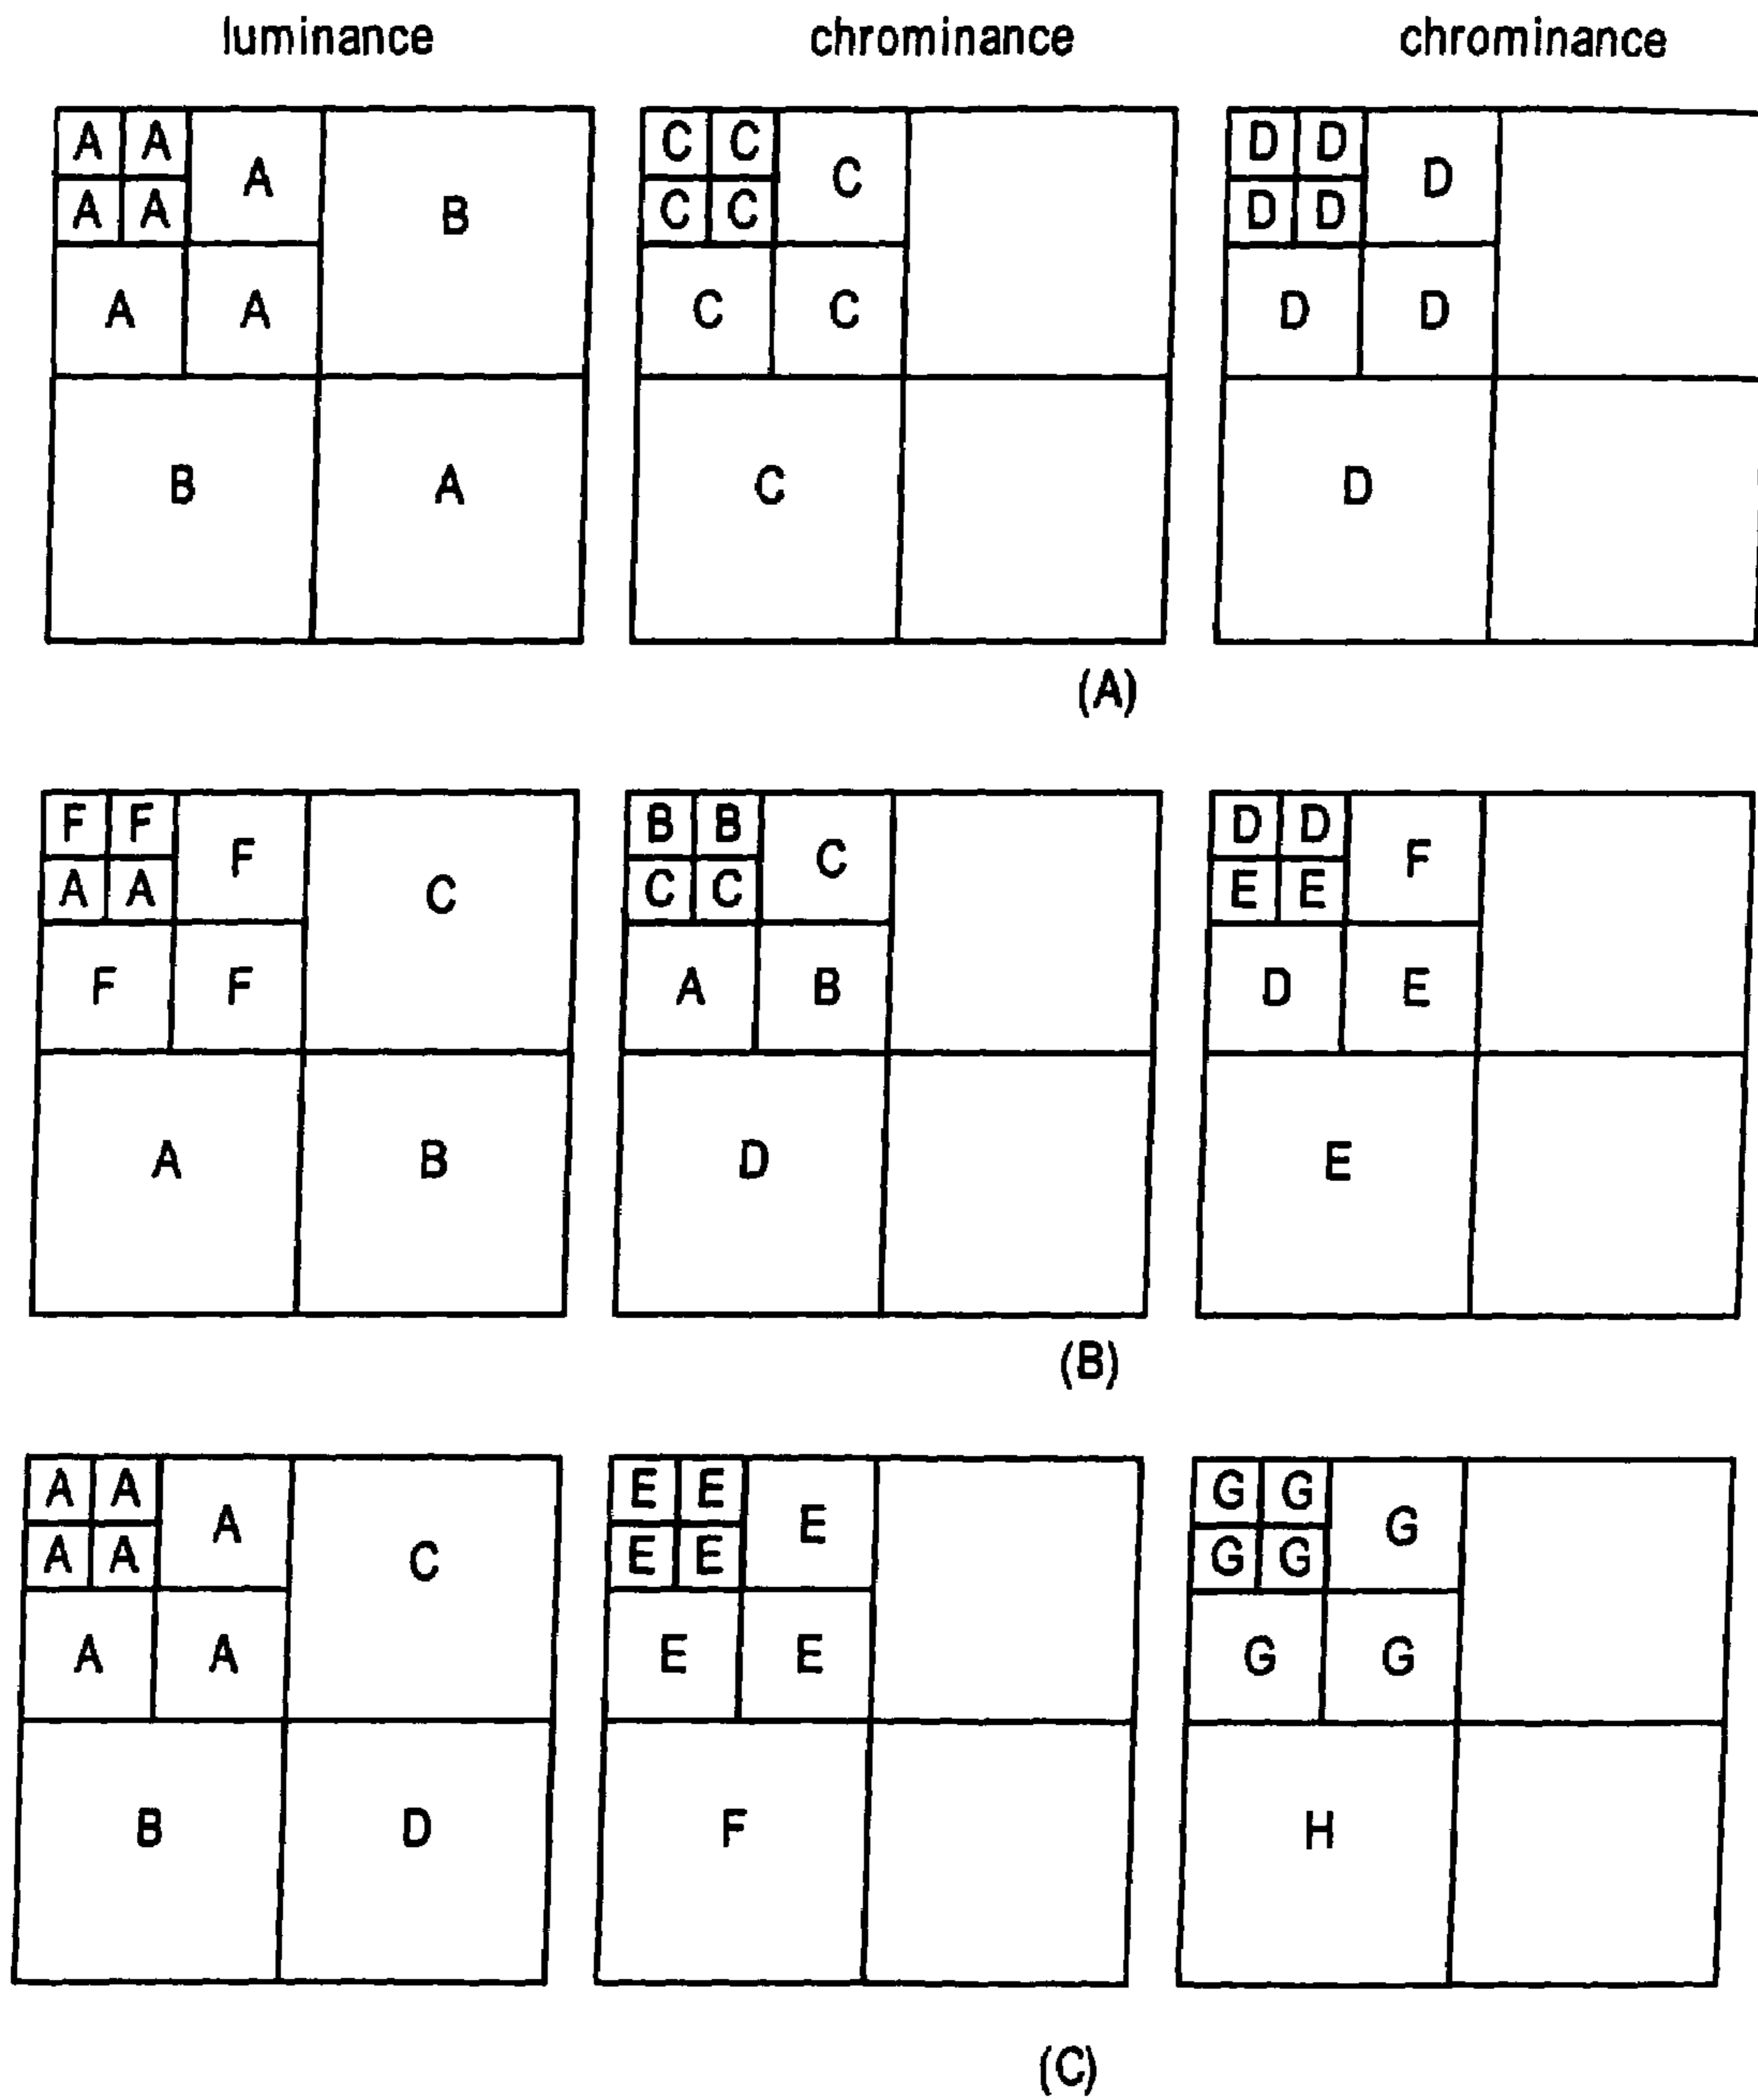 luminance chrominance chrominance
A A A B C C C D D D
A A C C D D
A A C C D D
B A C D
(A)
F F F C B B C D D F
A A C C E E
F F A B D E
A B D E
(B)
A A A C E E E G G G
A A E E G G
A A E E G G
B D F H
(C)